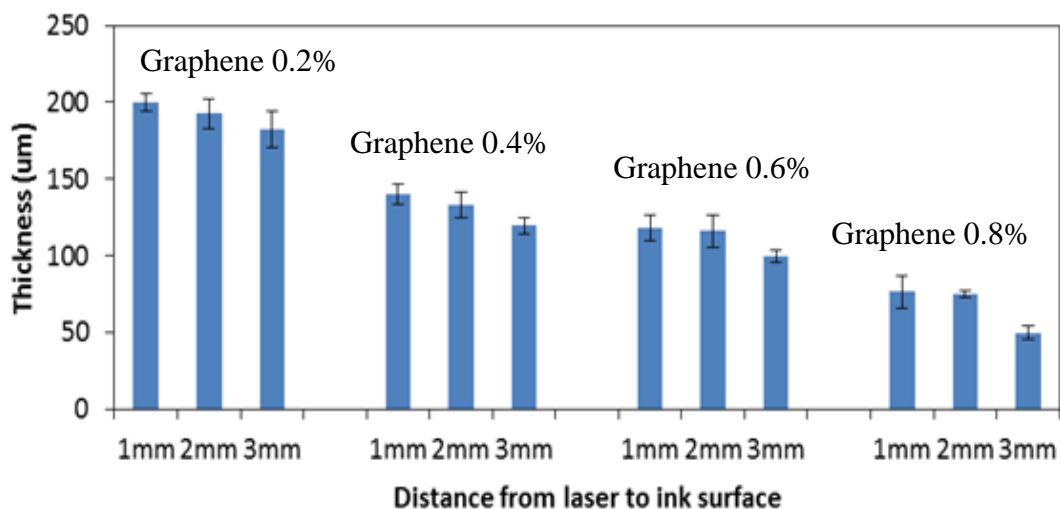 250
200
150
100
50
0
Thickness (um)
Graphene 0.2%
Graphene 0.4%
Graphene 0.6%
Graphene 0.8%
1mm 2mm 3mm
1mm 2mm 3mm
1mm 2mm 3mm
1mm 2mm 3mm
Distance from laser to ink surface